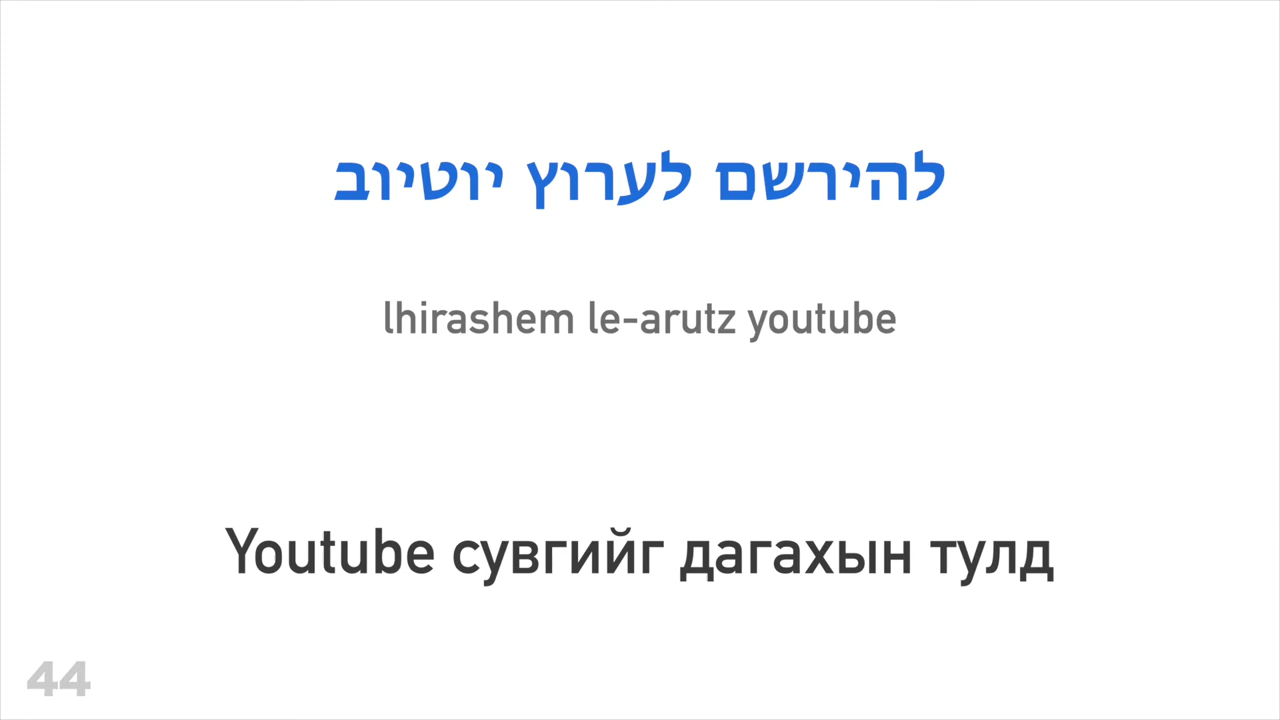 להירשם לערוץ יוטיוב
lhirashem le-arutz youtube
Youtube сувгийг дагахын тулд
44